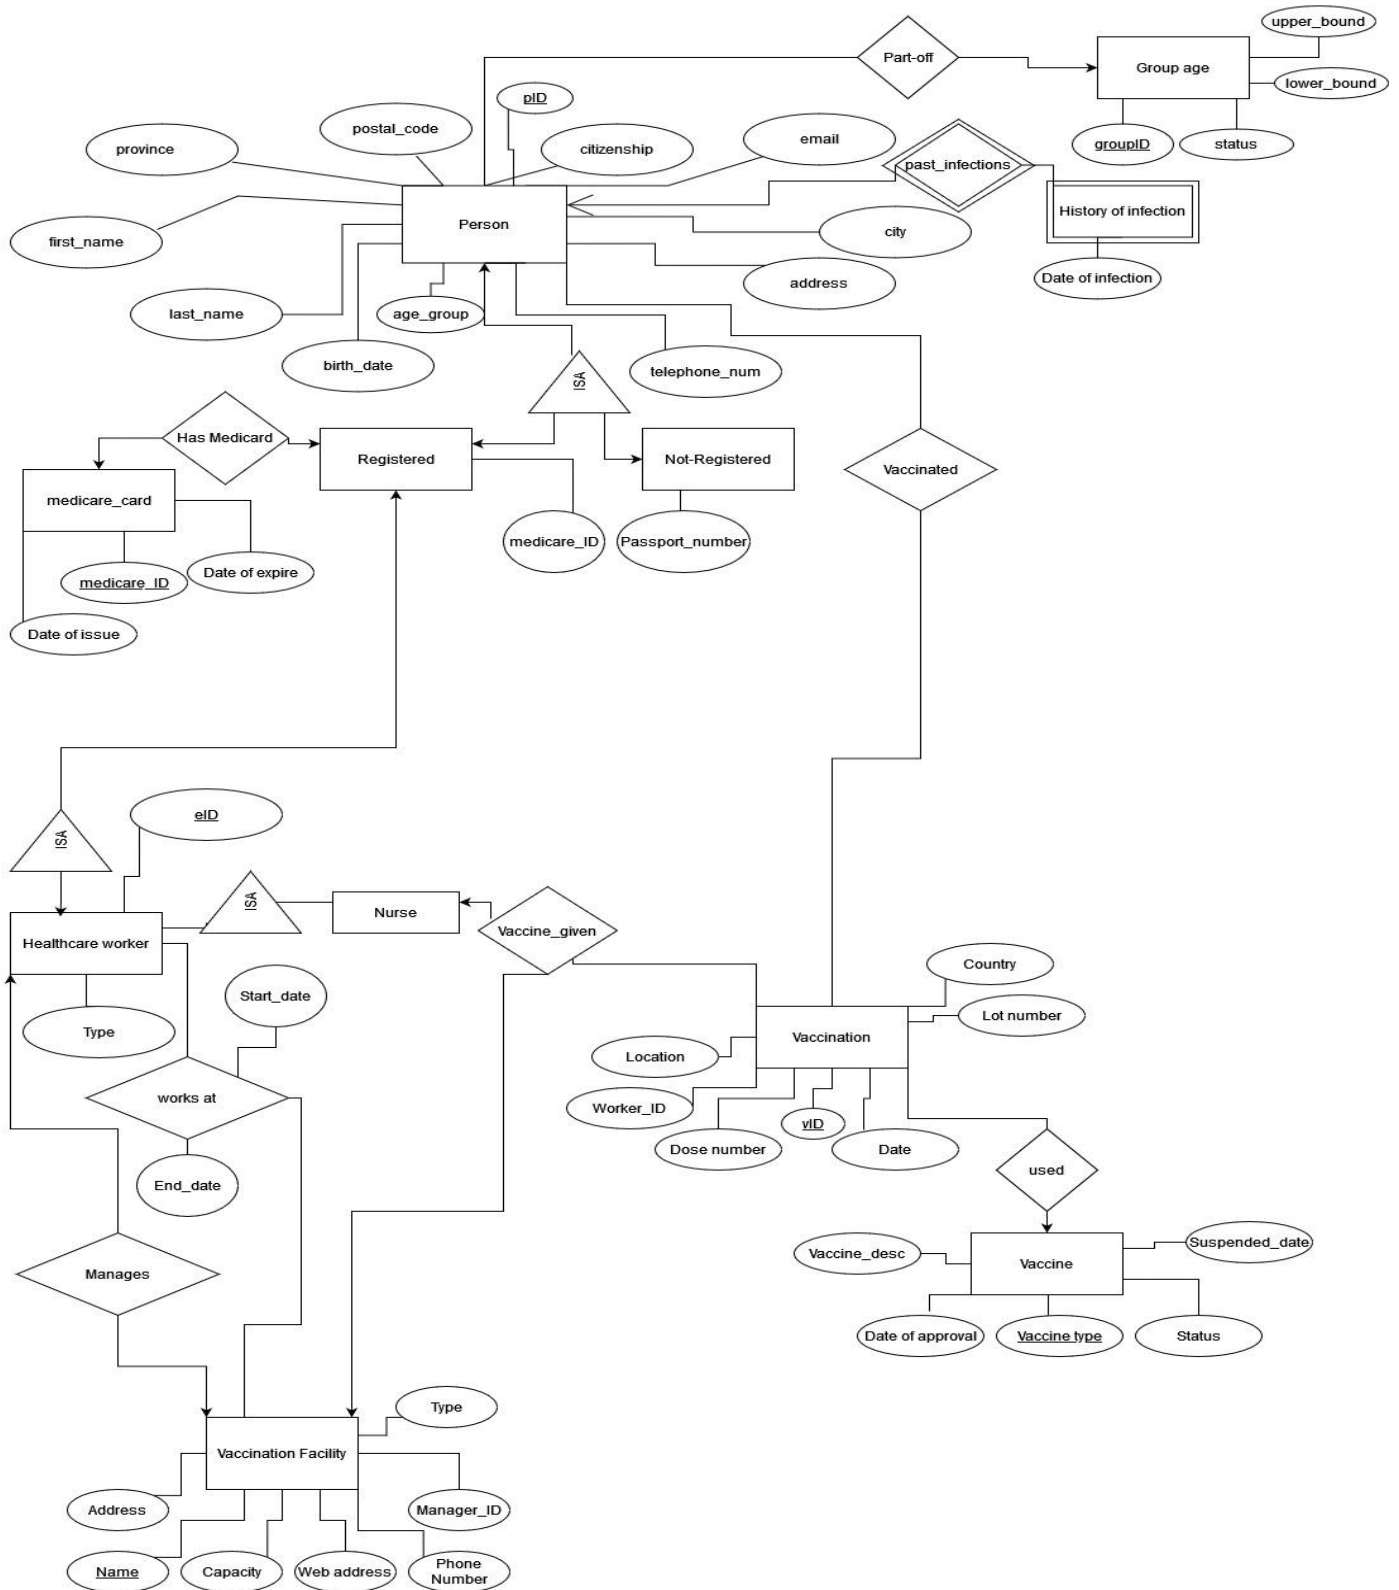 upper_bound
Part-off
Group age
lower_bound
pID
postal_code
province
citizenship
email
groupID
status
past_infections
Person
History of infection
first_name
city
Date of infection
address
last_name
age_group
birth_date
telephone_num
ISA
Has Medicard
Registered
Not-Registered
Vaccinated
medicare_card
medicare_ID
Passport_number
Date of expire
medicare_ID
Date of issue
eID
ISA
ISA
Nurse
Vaccine_given
Healthcare worker
Country
Start_date
Lot number
Type
Vaccination
Location
works at
Worker_ID
vID
Dose number
Date
used
End_date
Suspended_date
Vaccine_desc
Vaccine
Manages
Date of approval
Vaccine type
Status
Type
Vaccination Facility
Address
Manager_ID
Name
Capacity
Web address
Phone
Number